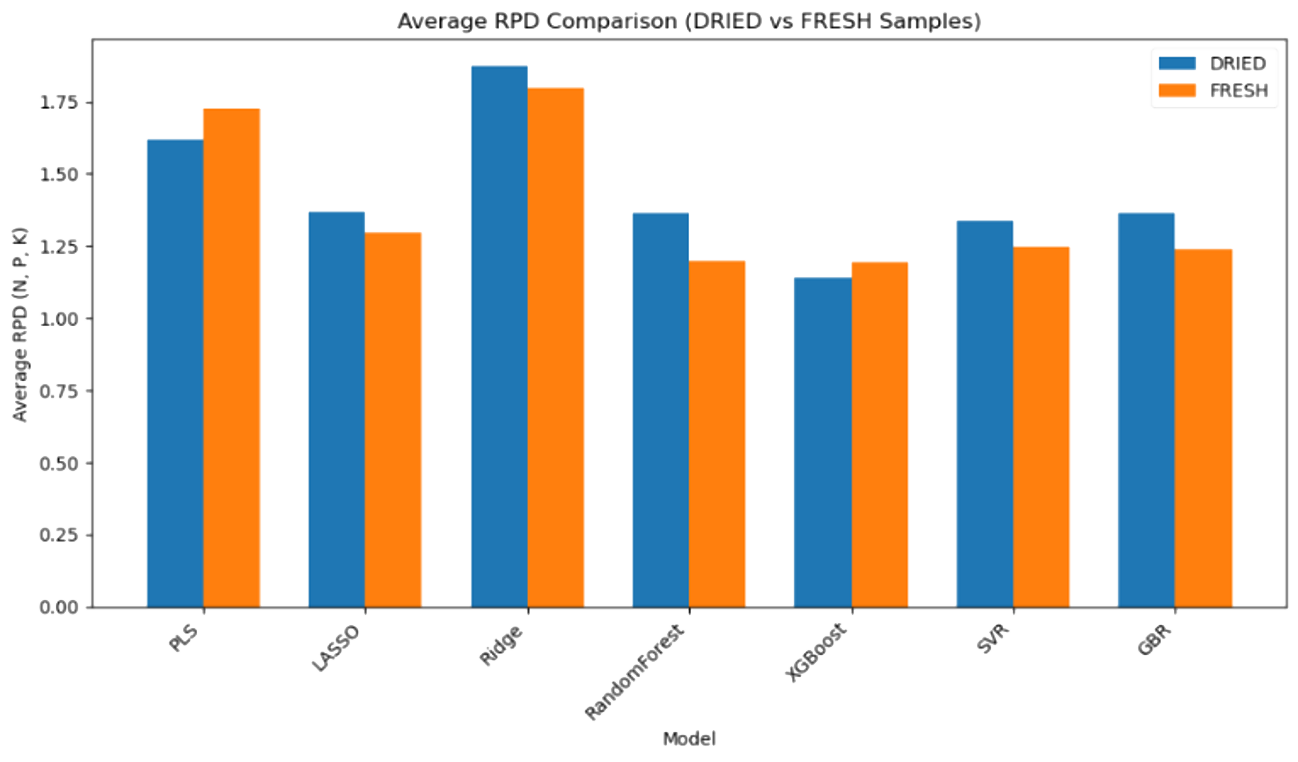 Average RPD Comparison (DRIED vs FRESH Samples)
DRIED
FRESH
Average RPD (N, P, K)
1.75
1.50
1.25
1.00
0.75
0.50
0.25
0.00
PLS
LASSO
Ridge
RandomForest
XGBoost
SVR
GBR
Model